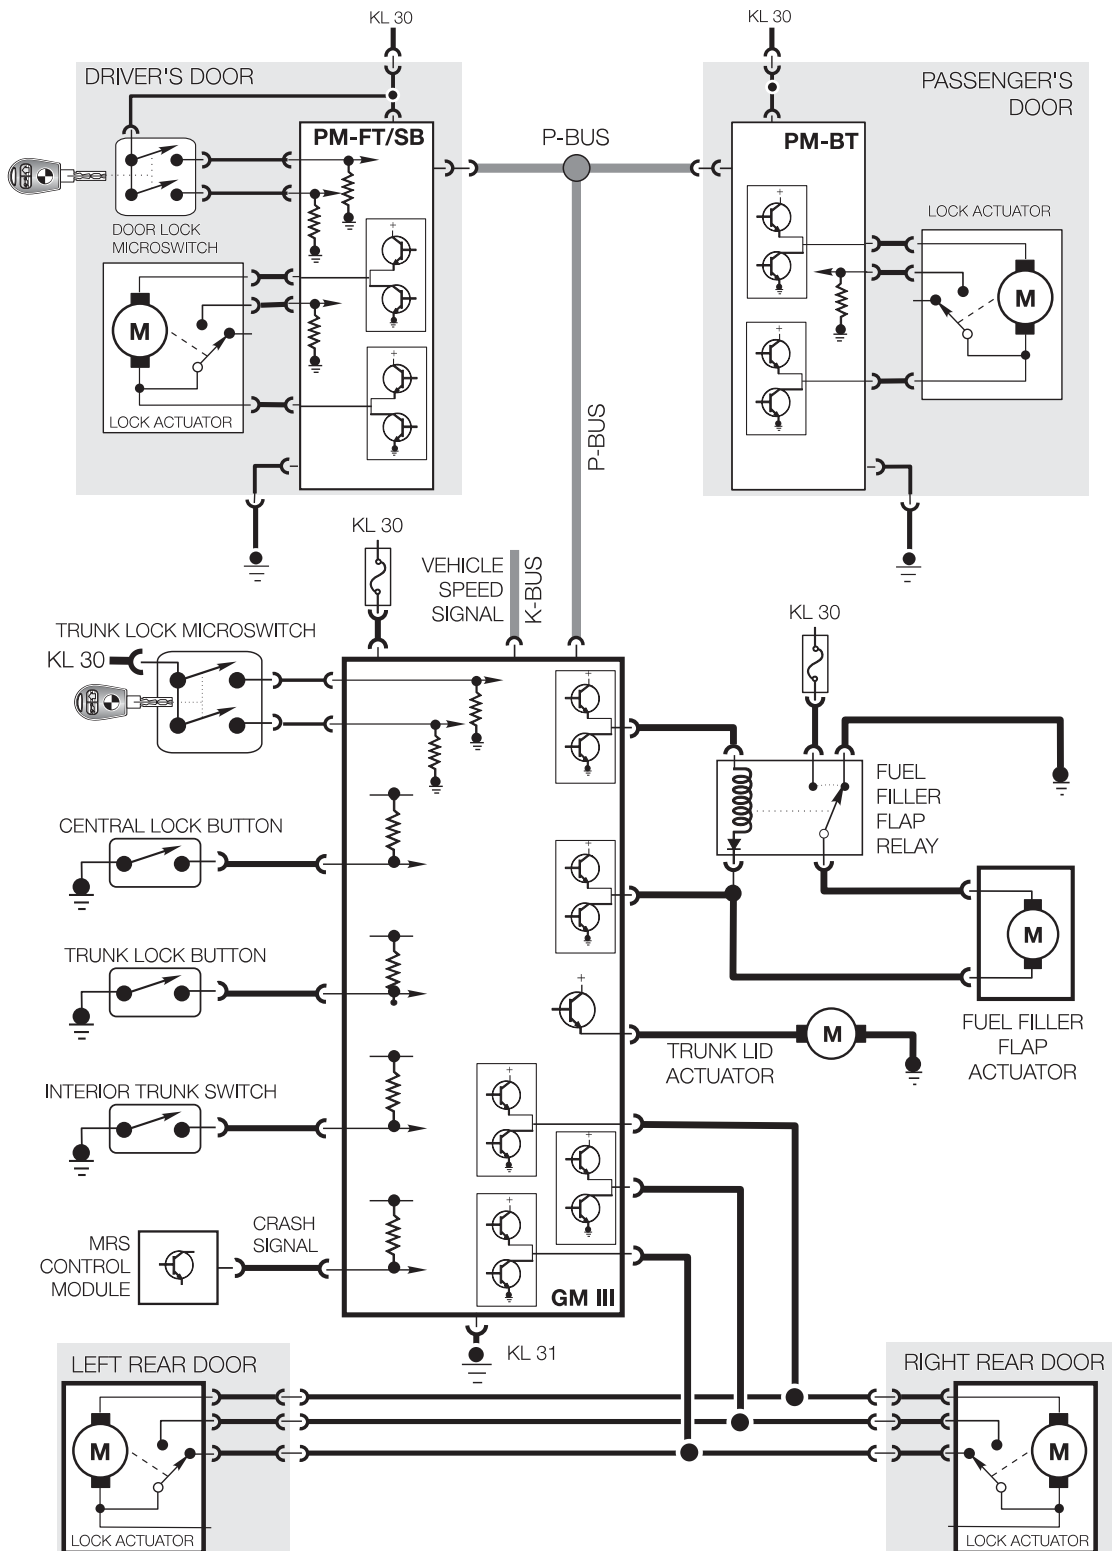 KL 30
KL 30
DRIVER'S DOOR
PASSENGER'S
DOOR
PM-FT/SB
P-BUS
PM-BT
DOOR LOCK
MICROSWITCH
LOCK ACTUATOR
M
M
LOCK ACTUATOR
P-BUS
KL 30
VEHICLE
SPEED
SIGNAL
K-BUS
TRUNK LOCK MICROSWITCH
KL 30
KL 30
FUEL
FILLER
FLAP
RELAY
CENTRAL LOCK BUTTON
M
TRUNK LOCK BUTTON
FUEL FILLER
FLAP
ACTUATOR
M
TRUNK LID
ACTUATOR
INTERIOR TRUNK SWITCH
MRS
CONTROL
MODULE
CRASH
SIGNAL
GM III
KL 31
LEFT REAR DOOR
RIGHT REAR DOOR
M
M
LOCK ACTUATOR
LOCK ACTUATOR